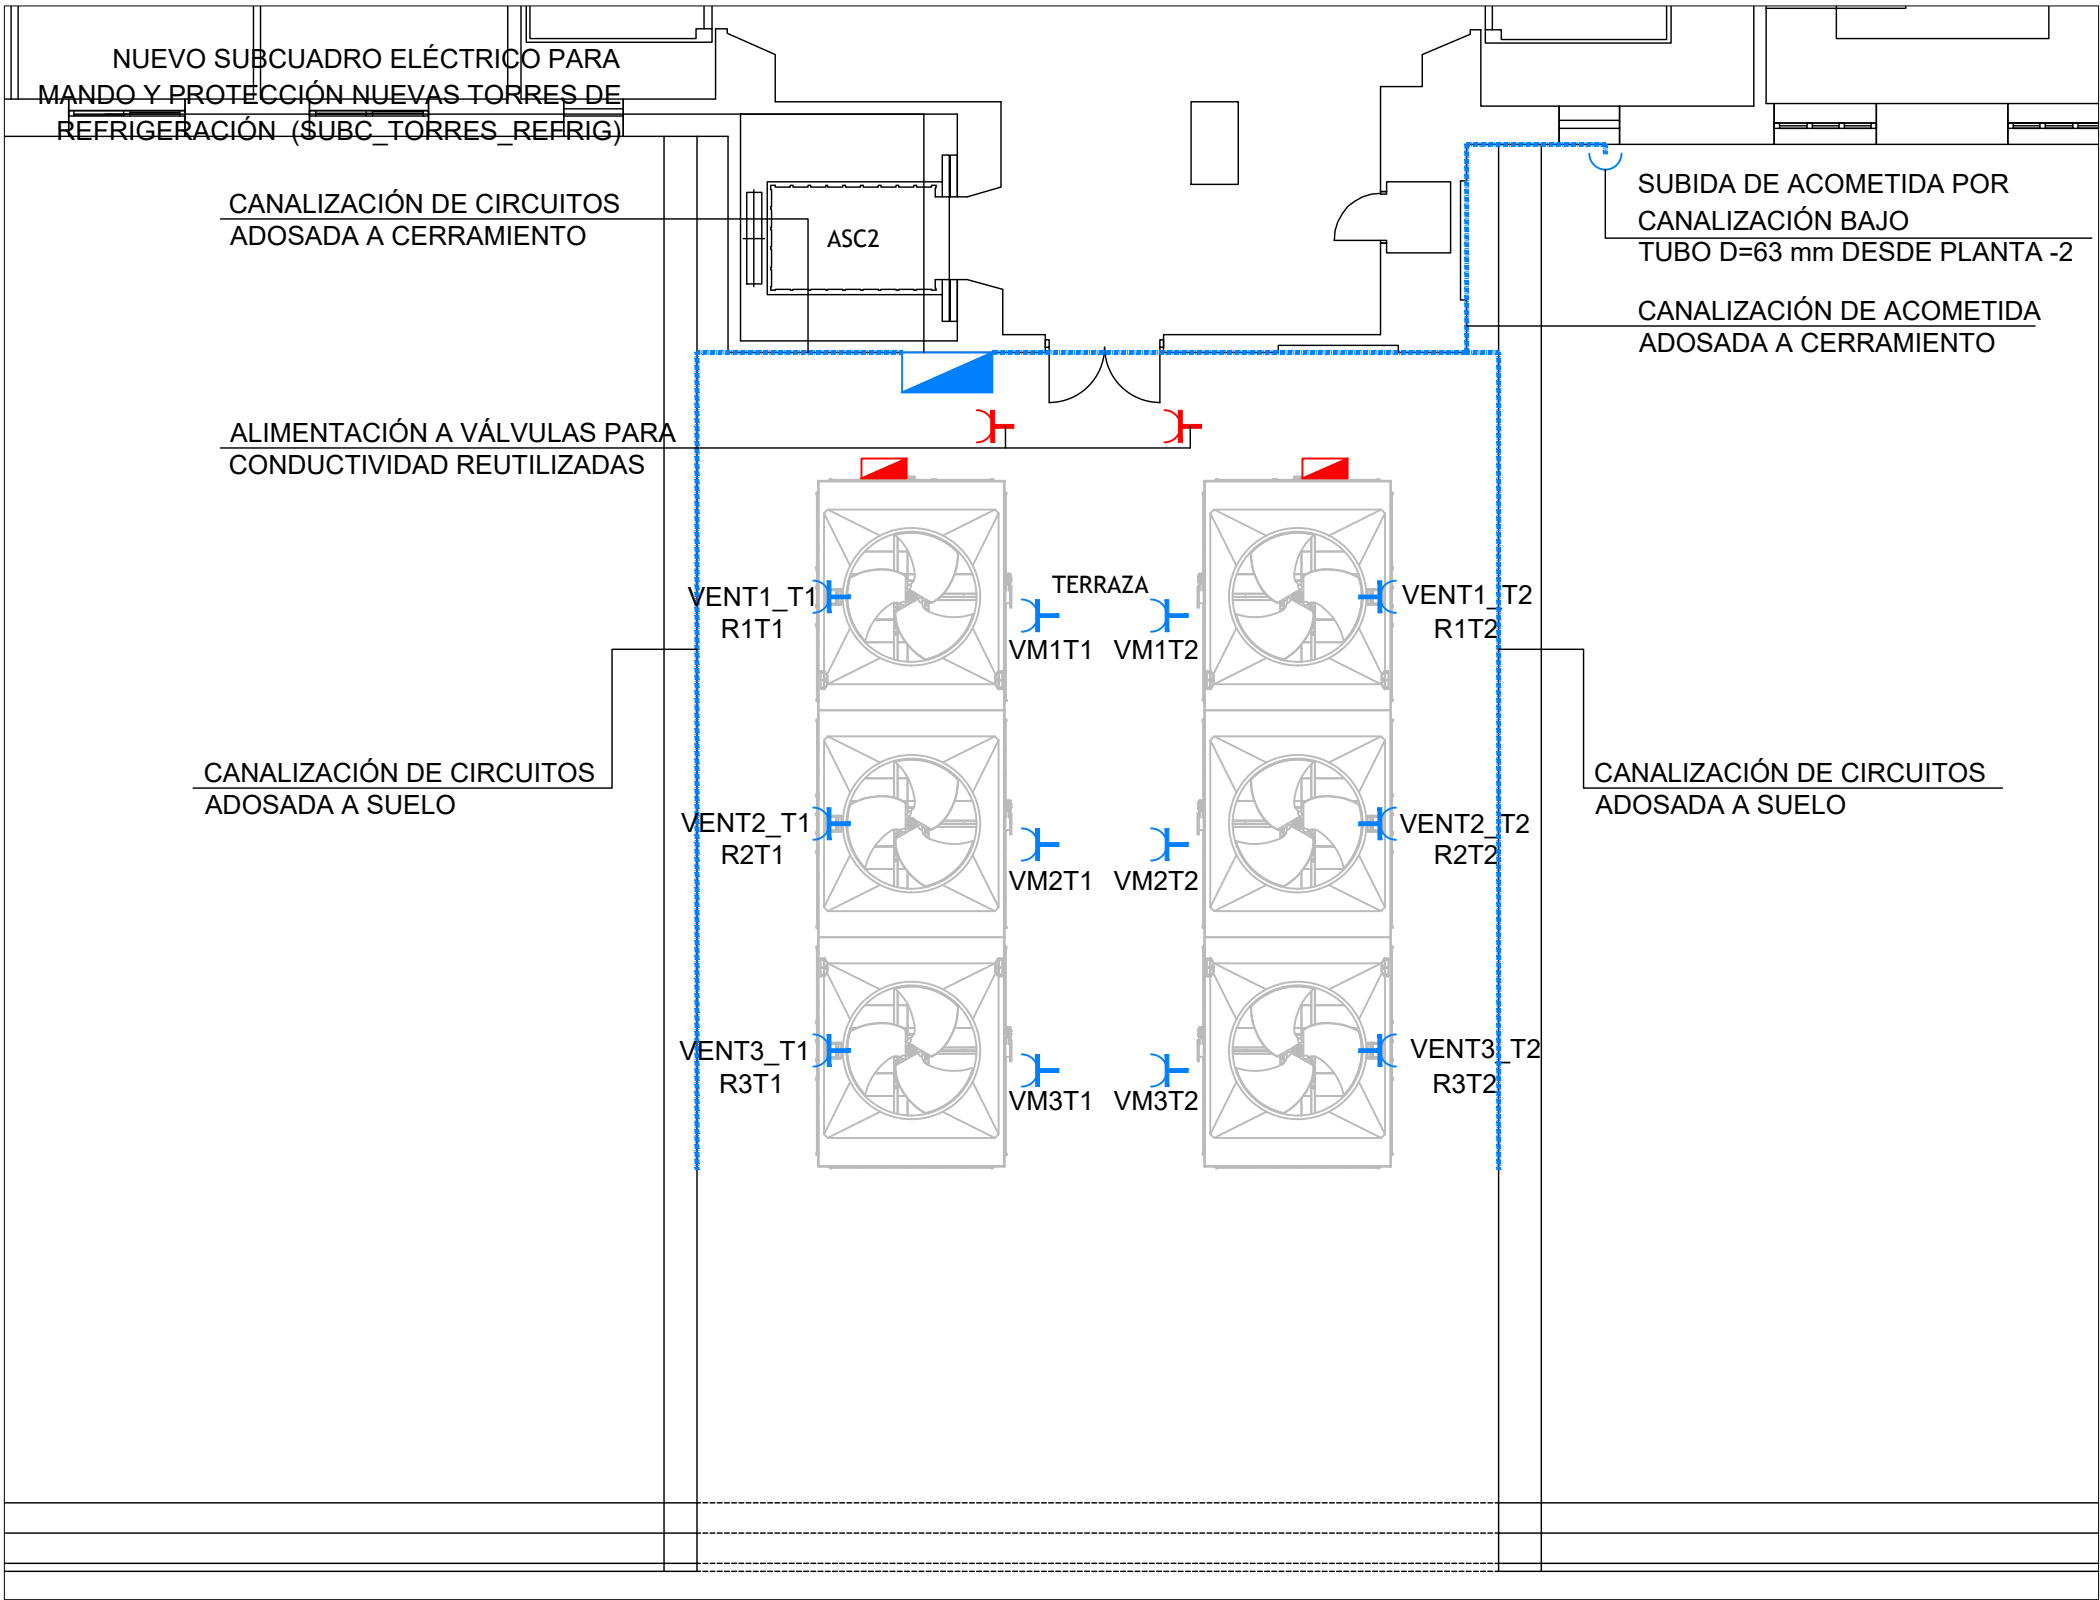 NUEVO SUBCUADRO ELÉCTRICO PARA
MANDO Y PROTECCIÓN NUEVAS TORRES DE
REFRIGERACIÓN (SUBC_TORRES_REFRIG)
CANALIZACIÓN DE CIRCUITOS
ADOSADA A CERRAMIENTO
ASC2
SUBIDA DE ACOMETIDA POR
CANALIZACIÓN BAJO
TUBO D=63 mm DESDE PLANTA -2
CANALIZACIÓN DE ACOMETIDA
ADOSADA A CERRAMIENTO
ALIMENTACIÓN A VÁLVULAS PARA
CONDUCTIVIDAD REUTILIZADAS
TERRAZA
VENT1_T1
R1T1
VM1T1
VM1T2
VENT1_T2
R1T2
CANALIZACIÓN DE CIRCUITOS
ADOSADA A SUELO
CANALIZACIÓN DE CIRCUITOS
ADOSADA A SUELO
VENT2_T1
R2T1
VM2T1
VM2T2
VENT2_T2
R2T2
VENT3_T1
R3T1
VM3T1
VM3T2
VENT3_T2
R3T2